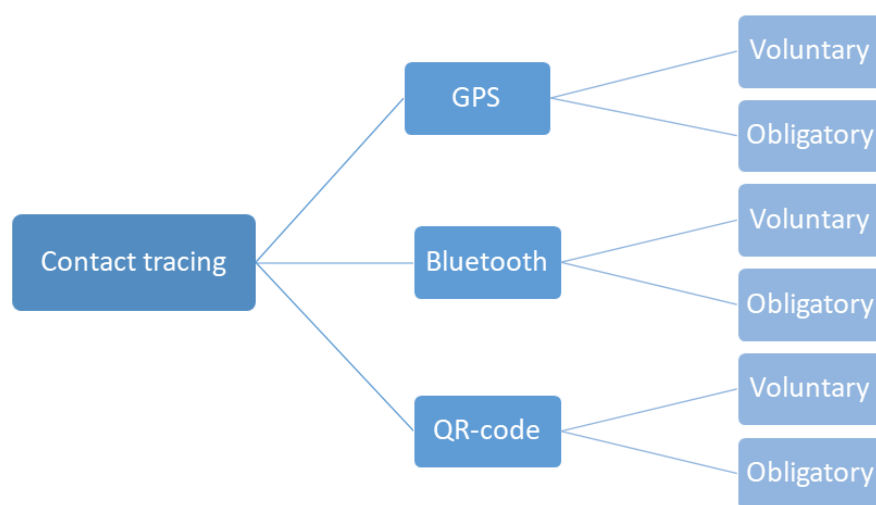 Contact tracing
GPS
Voluntary
Obligatory
Bluetooth
Voluntary
Obligatory
QR-code
Voluntary
Obligatory